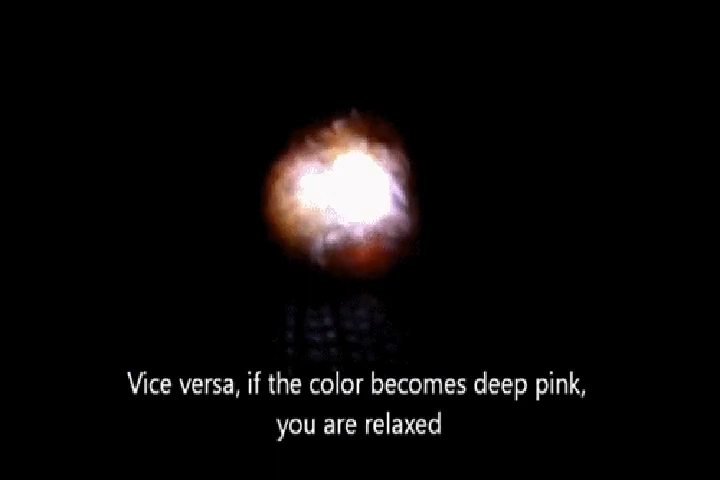 Vice versa, if the color becomes deep pink,
you are relaxed